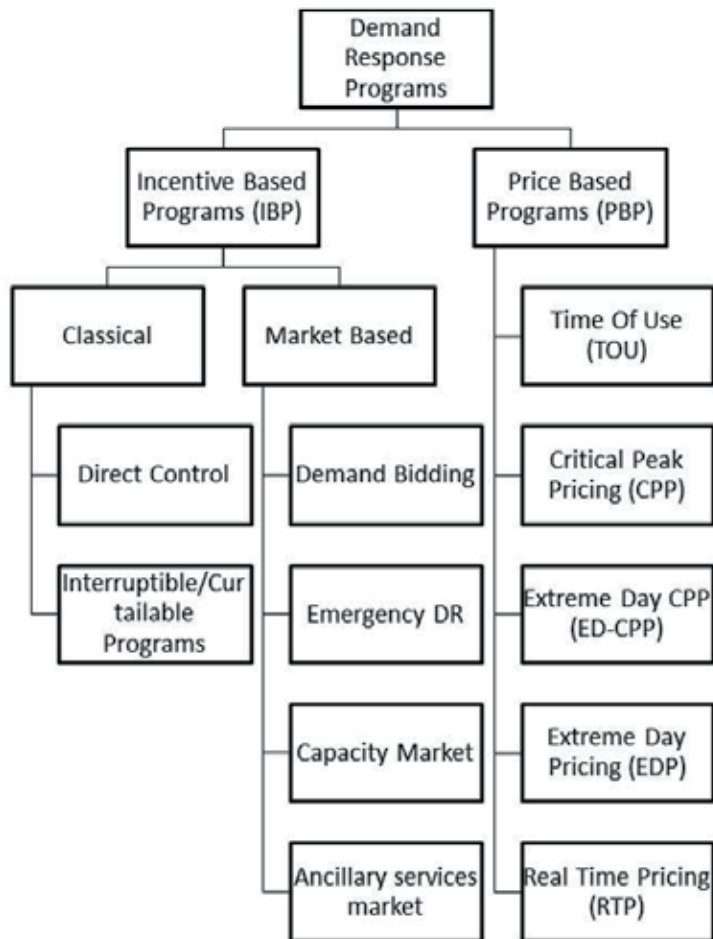 Demand
Response
Programs
Incentive Based
Programs (IBP)
Price Based
Programs (PBP)
Classical
Market Based
Time Of Use
(TOU)
Direct Control
Demand Bidding
Critical Peak
Pricing (CPP)
Interruptible/Cur
tailable
Programs
Emergency DR
Extreme Day CPP
(ED-CPP)
Capacity Market
Extreme Day
Pricing (EDP)
Ancillary services
market
Real Time Pricing
(RTP)